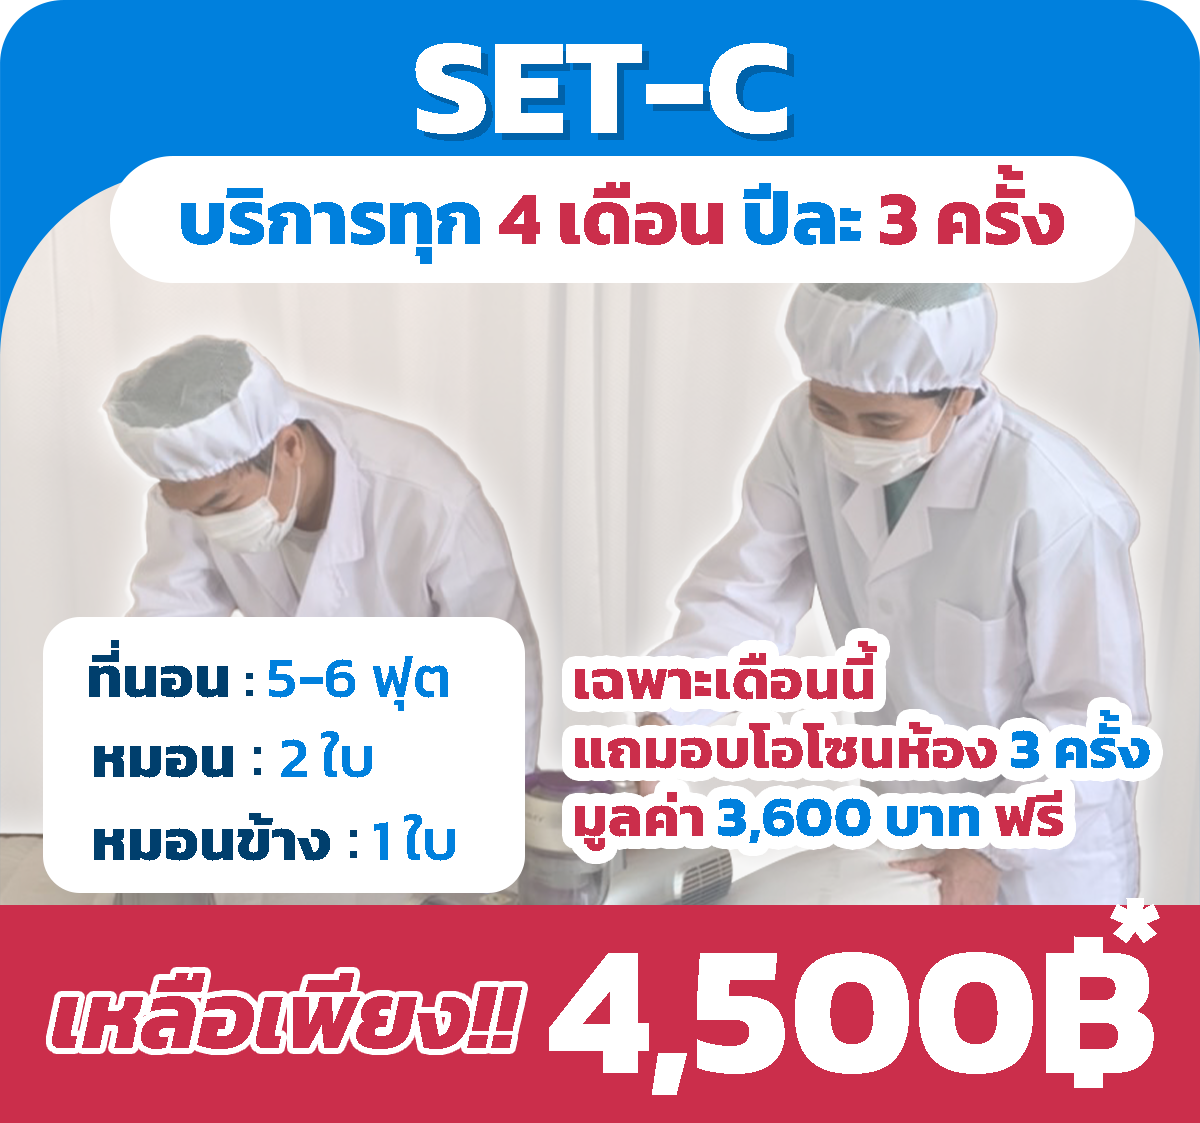 SET-C
บริการทุก 4 เดือน ปีละ 3 ครั้ง
ที่นอน : 5-6 ฟุต
หมอน : 2 ใบ
หมอนข้าง : 1 ใบ
เฉพาะเดือนนี้
แถมอบโอโซนห้อง 3 ครั้ง
มูลค่า 3,600 บาท ฟรี
เหลือเพียง!! 4,500฿*